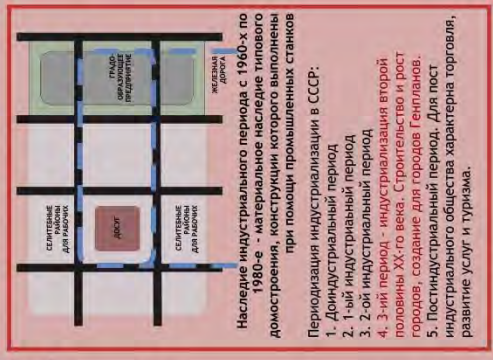 СЕЛИТЕБНЫЕ
РАЙОНЫ
ДЛЯ РАБОЧИХ
ДОСУГ
СЕЛИТЕБНЫЕ
РАЙОНЫ
ДЛЯ РАБОЧИХ
ГРАДО-
ОБРАЗУЮЩЕЕ
ПРЕДПРИЯТИЕ
ЖЕЛЕЗНАЯ
ДОРОГА
Наследие индустриального периода с 1960-х по
1980-е - материальное наследие типового
домостроения, конструкции которого выполнены
при помощи промышленных станков
Периодизация индустриализации в СССР:
1. Доиндустриальный период
2. 1-ый индустриаьный период
3. 2-ой индустриальный период
4. 3-ий период - индустриализация второй
половины ХХ-го века. Строительство и рост
городов, создание для городов Генпланов.
5. Постиндустриальный период. Для пост
индустриального общества характерна торговля,
развитие услуг и туризма.